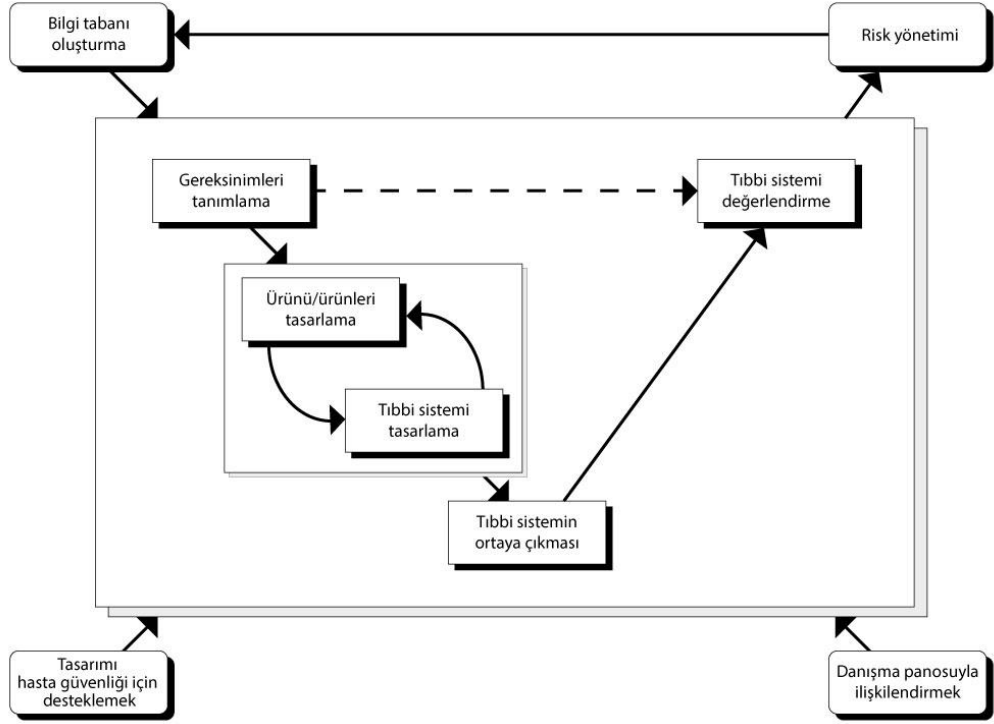 Bilgi tabanı
oluşturma
Risk yönetimi
Gereksinimleri
tanımlama
Tıbbi sistemi
değerlendirme
Ürünü/ürünleri
tasarlama
Tıbbi sistemi
tasarlama
Tıbbi sistemin
ortaya çıkması
Tasarımı
hasta güvenliği için
desteklemek
Danışma panosuyla
ilişkilendirmek